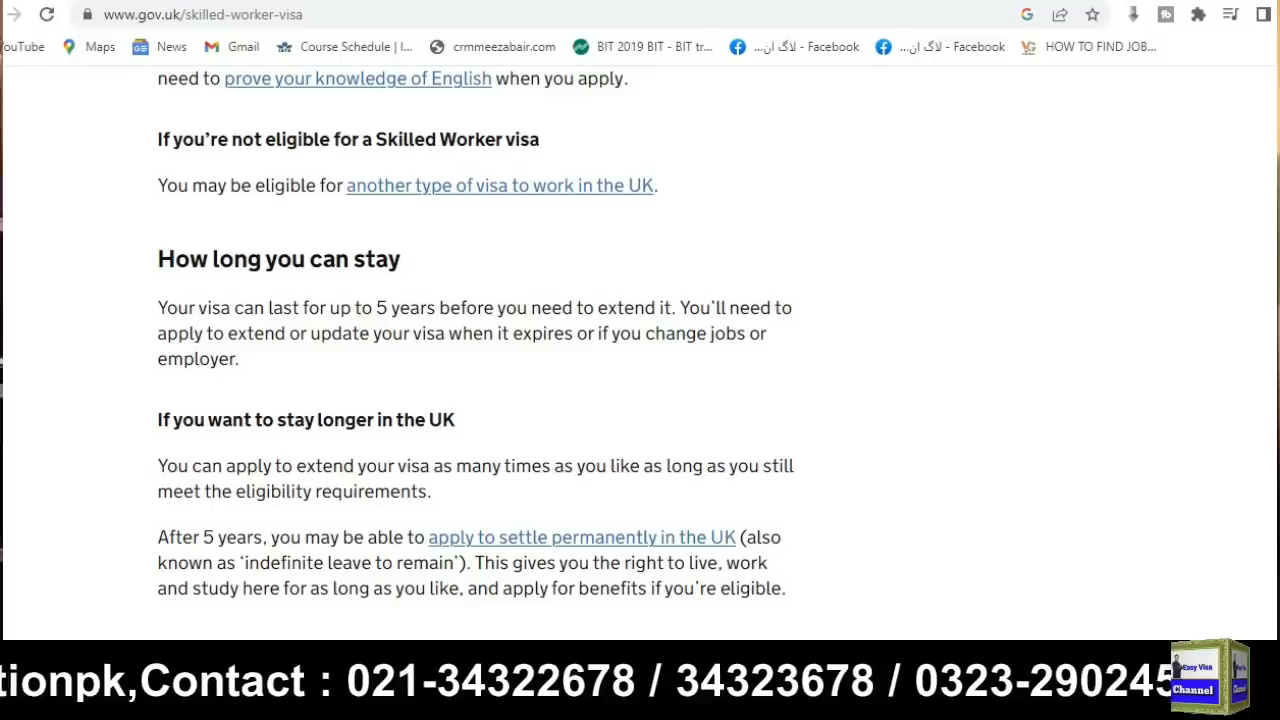 www.gov.uk/skilled-worker-visa
YouTube Maps News Gmail Course Schedule | I... crmmeezabair.com BIT 2019 BIT - BIT tr... لاگ ان... - Facebook لاگ ان... - Facebook HOW TO FIND JOB...
need to prove your knowledge of English when you apply.
If you’re not eligible for a Skilled Worker visa
You may be eligible for another type of visa to work in the UK.
How long you can stay
Your visa can last for up to 5 years before you need to extend it. You’ll need to
apply to extend or update your visa when it expires or if you change jobs or
employer.
If you want to stay longer in the UK
You can apply to extend your visa as many times as you like as long as you still
meet the eligibility requirements.
After 5 years, you may be able to apply to settle permanently in the UK (also
known as ‘indefinite leave to remain’). This gives you the right to live, work
and study here for as long as you like, and apply for benefits if you’re eligible.
tionpk,Contact : 021-34322678 / 34323678 / 0323-290245
Easy Visa
Channel